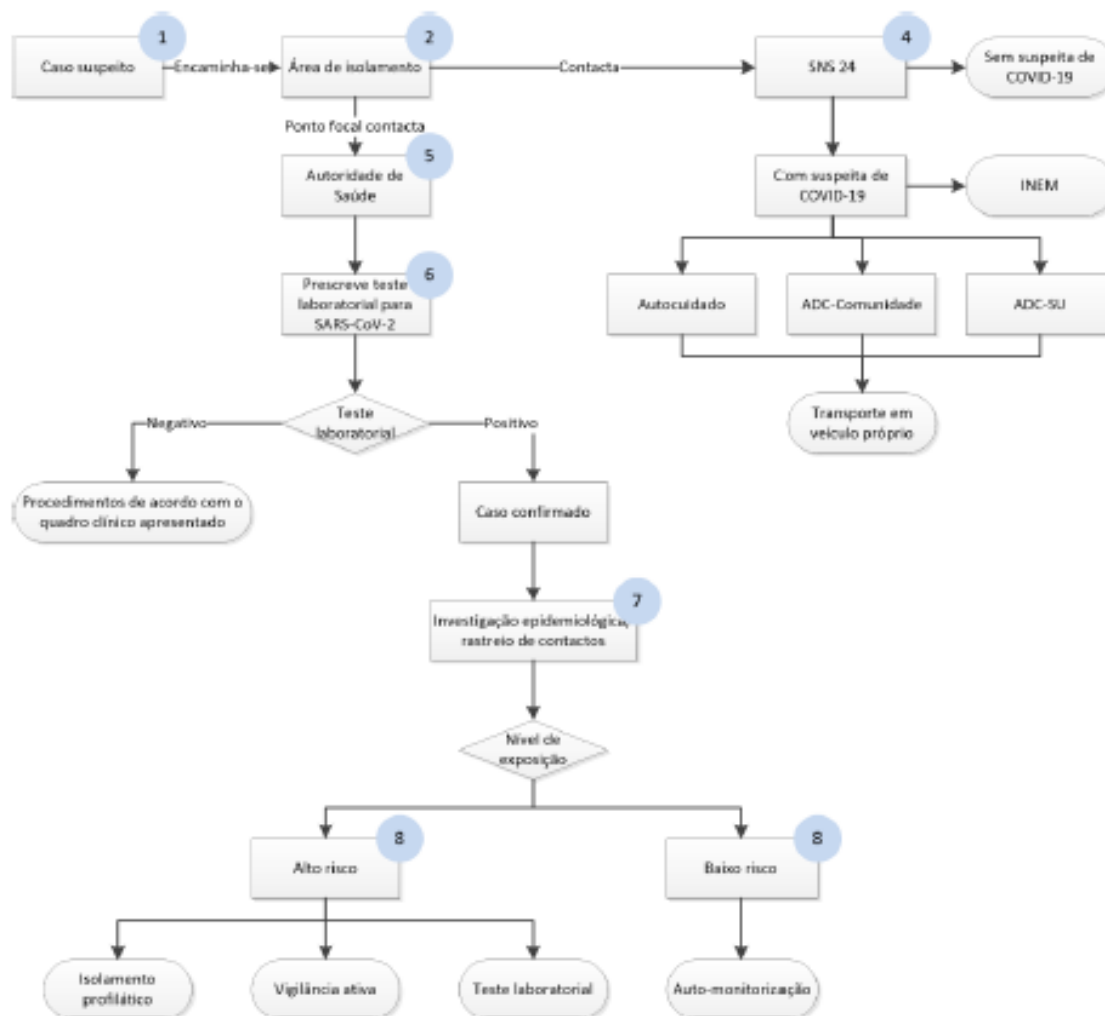 1
2
4
Caso suspeito
Encaminha-se
Área de isolamento
Contacta
SNS 24
Sem suspeita de
COVID-19
Ponto focal contacta
5
Autoridade de
Saúde
Com suspeita de
COVID-19
INEM
6
Prescreve teste
laboratorial para
SARS-CoV-2
Autocuidado
ADC-Comunidade
ADC-SU
Negativo
Teste
laboratorial
Positivo
Transporte em
veículo próprio
Procedimentos de acordo com o
quadro clínico apresentado
Caso confirmado
7
Investigação epidemiológica,
rastreio de contactos
Nível de
exposição
8
8
Alto risco
Baixo risco
Isolamento
profilático
Vigilância ativa
Teste laboratorial
Auto-monitorização